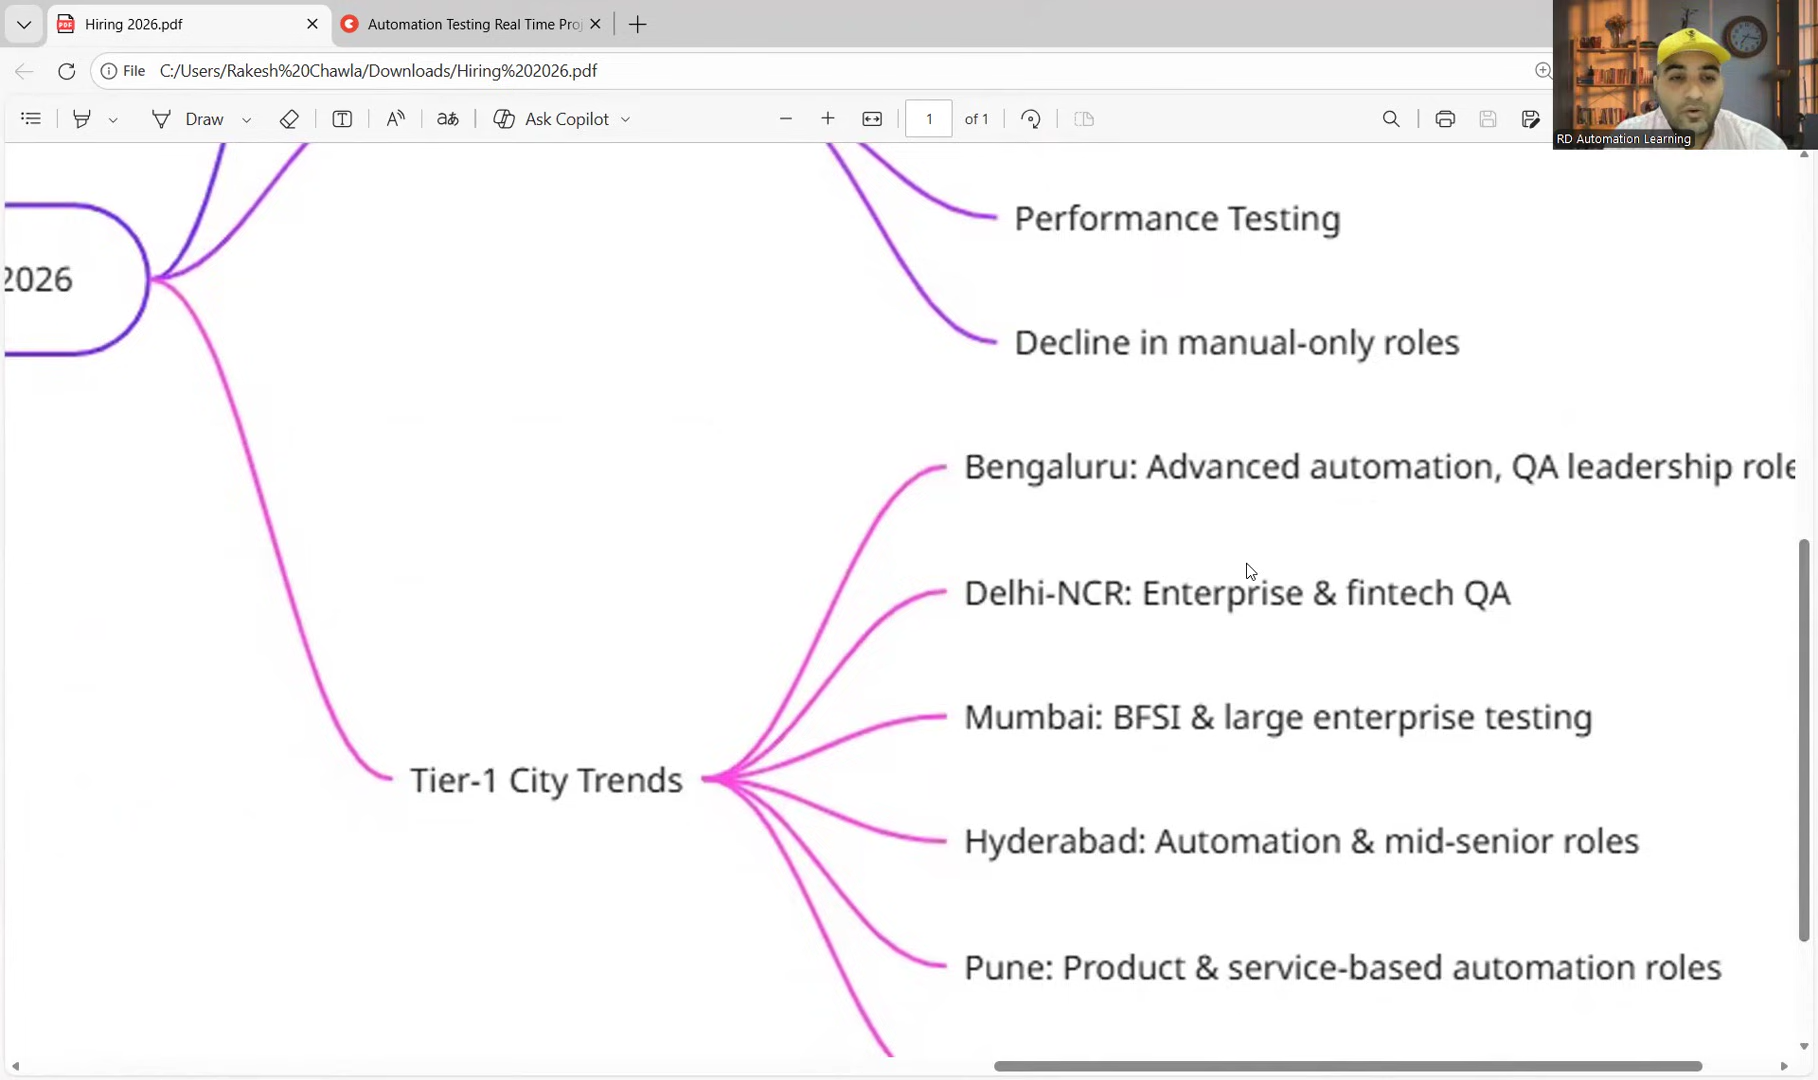 Hiring 2026.pdf
Automation Testing Real Time Pro
File
C:/Users/Rakesh%20Chawla/Downloads/Hiring%202026.pdf
Draw
Ask Copilot
1
of 1
RD Automation Learning
Performance Testing
2026
Decline in manual-only roles
Bengaluru: Advanced automation, QA leadership role
Delhi-NCR: Enterprise & fintech QA
Mumbai: BFSI & large enterprise testing
Tier-1 City Trends
Hyderabad: Automation & mid-senior roles
Pune: Product & service-based automation roles